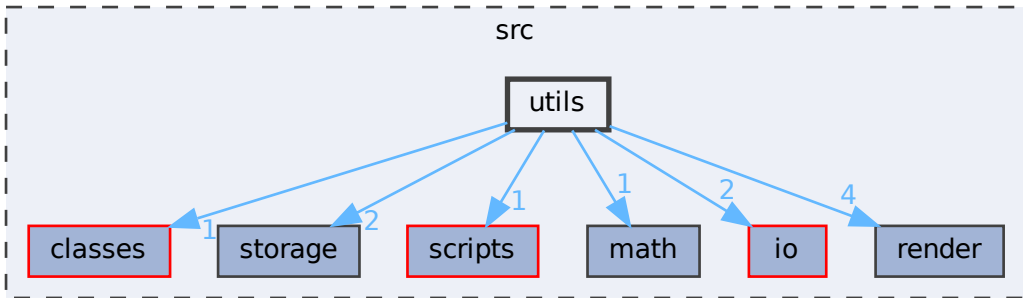 src
utils
1
2
1
1
2
4
classes
storage
scripts
math
io
render